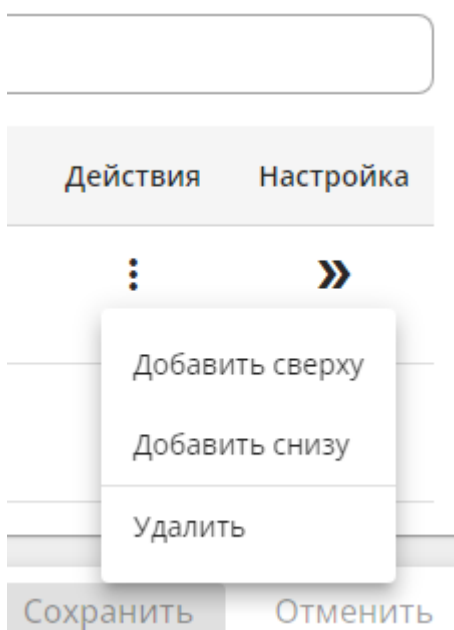 Действия Настройка
Добавить сверху
Добавить снизу
Удалить
Сохранить Отменить